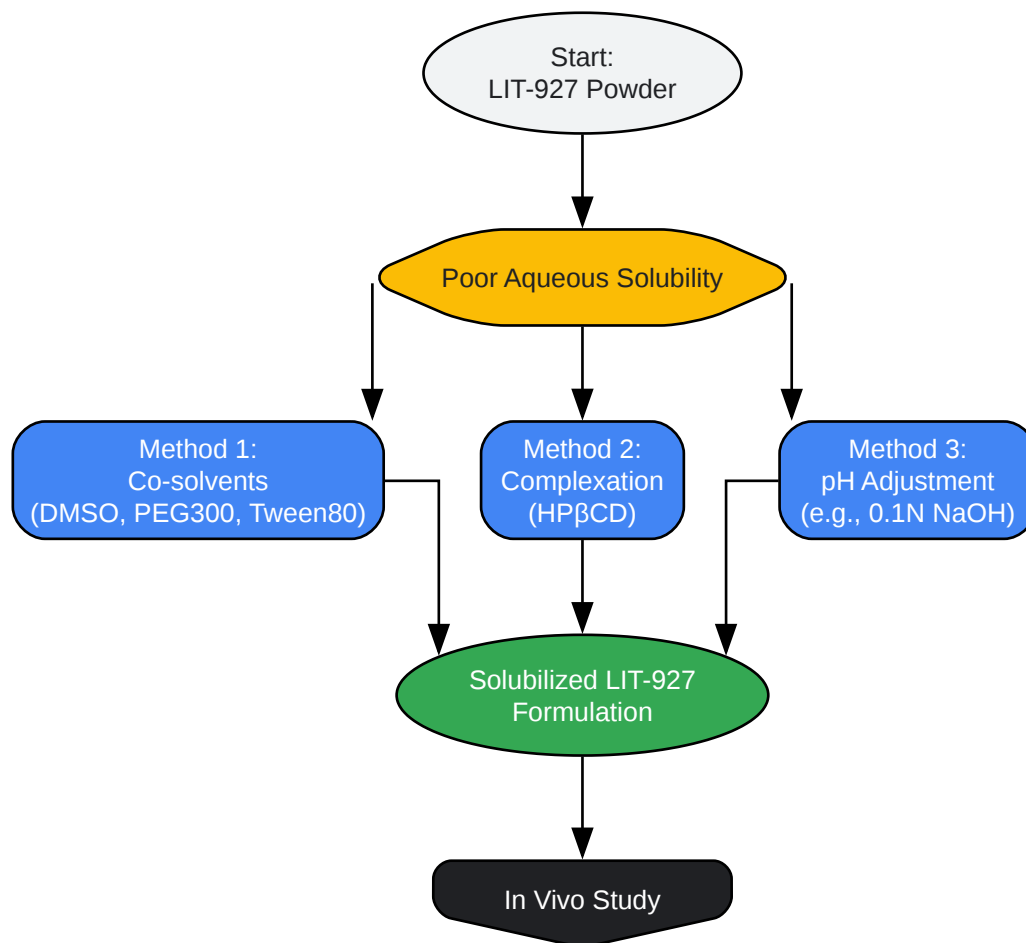 Start:
LIT-927 Powder
Poor Aqueous Solubility
Method 1:
Co-solvents
(DMSO, PEG300, Tween80)
Method 2:
Complexation
(HPβCD)
Method 3:
pH Adjustment
(e.g., 0.1N NaOH)
Solubilized LIT-927
Formulation
In Vivo Study